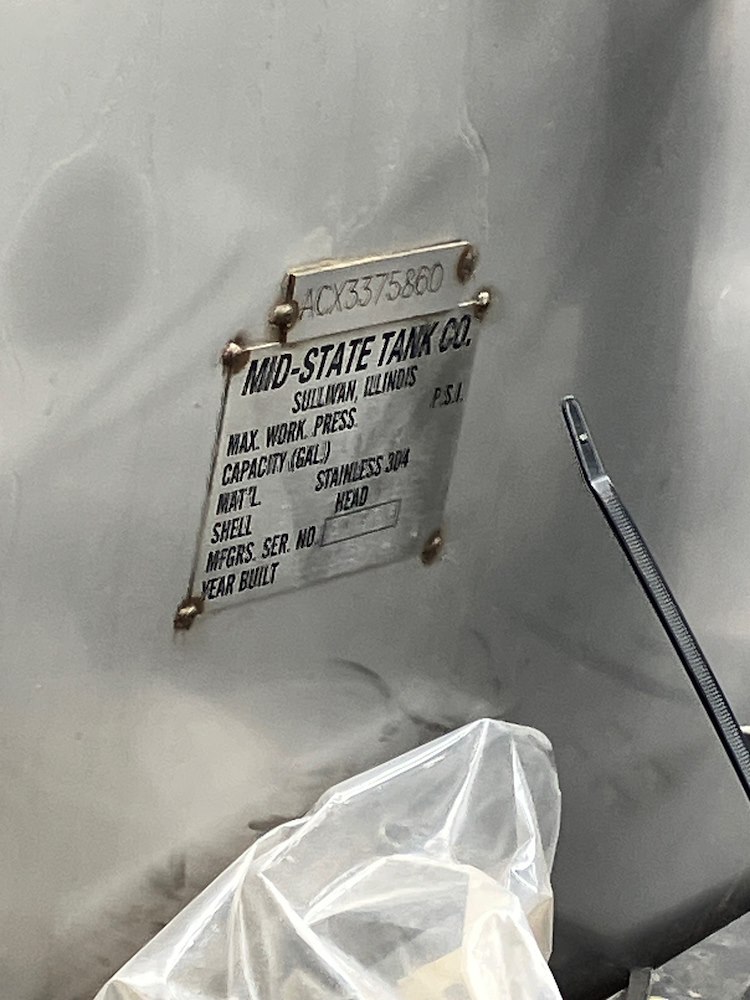 ACX3375860
MID-STATE TANK CO.
SULLIVAN, ILLINOIS
MAX. WORK. PRESS. P.S.I.
CAPACITY (GAL.)
MAT'L. STAINLESS 304
SHELL HEAD
MFGRS. SER. NO.
YEAR BUILT